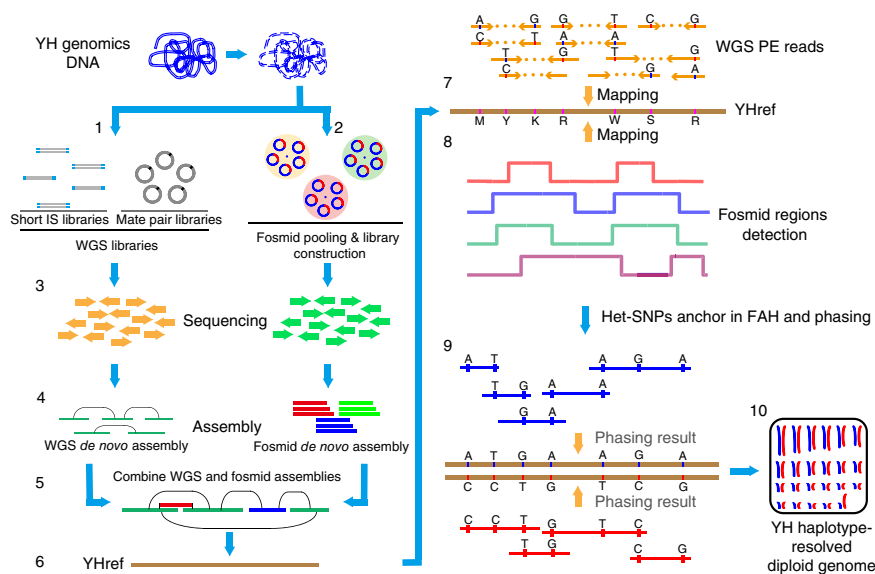 YH genomics
DNA
1
2
Short IS libraries
Mate pair libraries
WGS libraries
Fosmid pooling & library
construction
3
Sequencing
4
Assembly
WGS de novo assembly
Fosmid de novo assembly
5
Combine WGS and fosmid assemblies
6
YHref
A G G T C G
C T A A
T G T G
C G A
WGS PE reads
7
Mapping
YHref
M Y K R W S R
Mapping
8
Fosmid regions
detection
Het-SNPs anchor in FAH and phasing
9
A T A G A
T G A A
G A
Phasing result
A T G A A G A
C C T G T C G
Phasing result
C C T G T C
T G C G
10
YH haplotype-
resolved
diploid genome